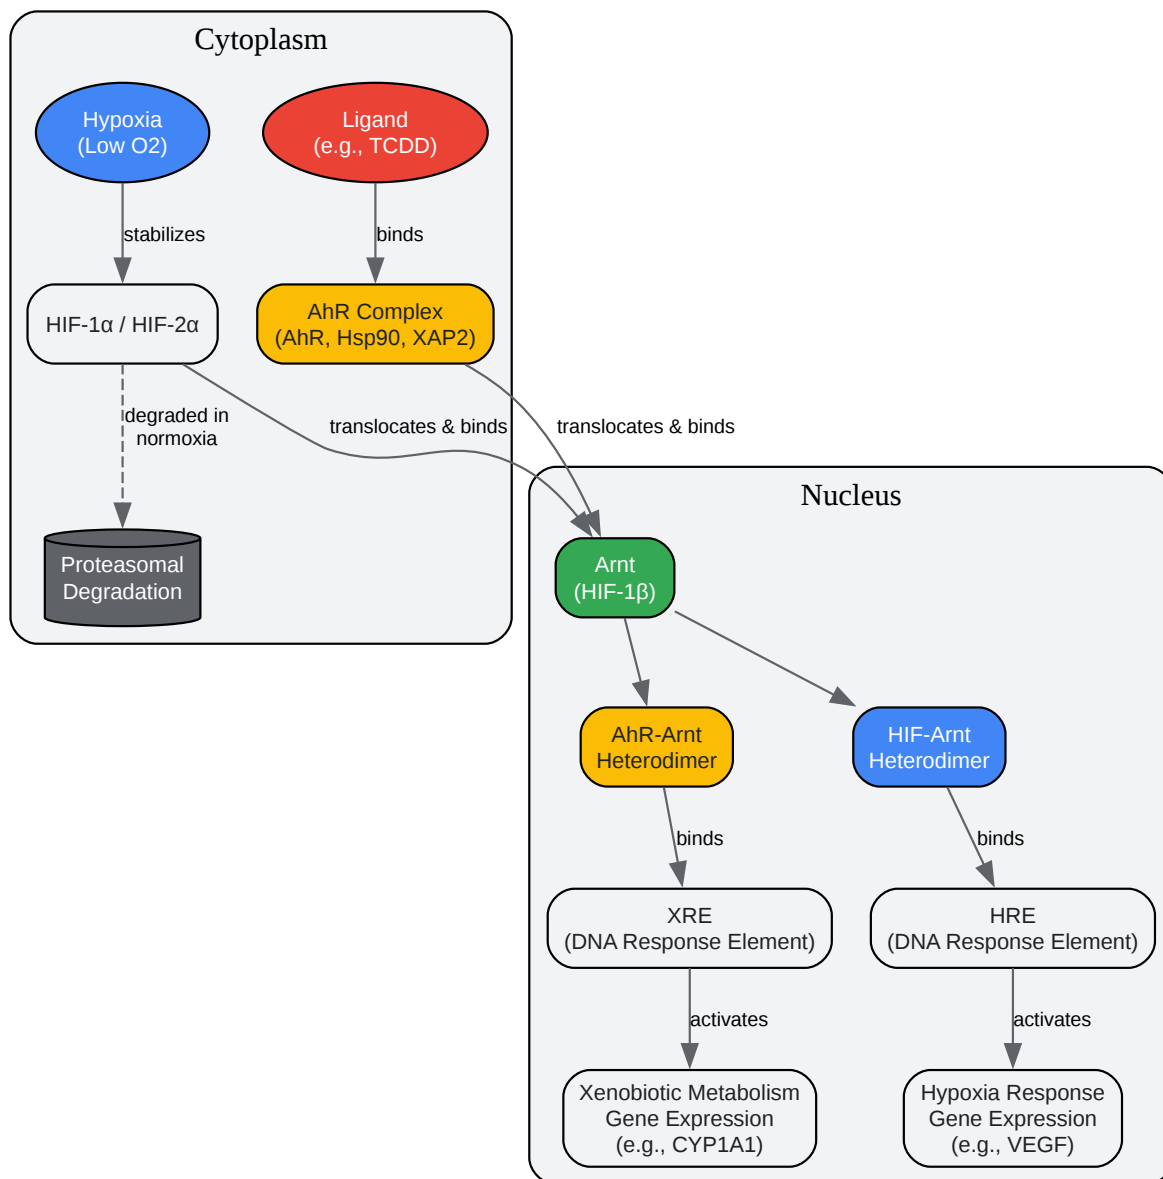 Cytoplasm
Hypoxia
(Low O2)
Ligand
(e.g., TCDD)
stabilizes
binds
HIF-1α / HIF-2α
AhR Complex
(AhR, Hsp90, XAP2)
degraded in
normoxia
translocates & binds
translocates & binds
Proteasomal
Degradation
Nucleus
Arnt
(HIF-1β)
AhR-Arnt
Heterodimer
HIF-Arnt
Heterodimer
binds
binds
XRE
(DNA Response Element)
HRE
(DNA Response Element)
activates
activates
Xenobiotic Metabolism
Gene Expression
(e.g., CYP1A1)
Hypoxia Response
Gene Expression
(e.g., VEGF)